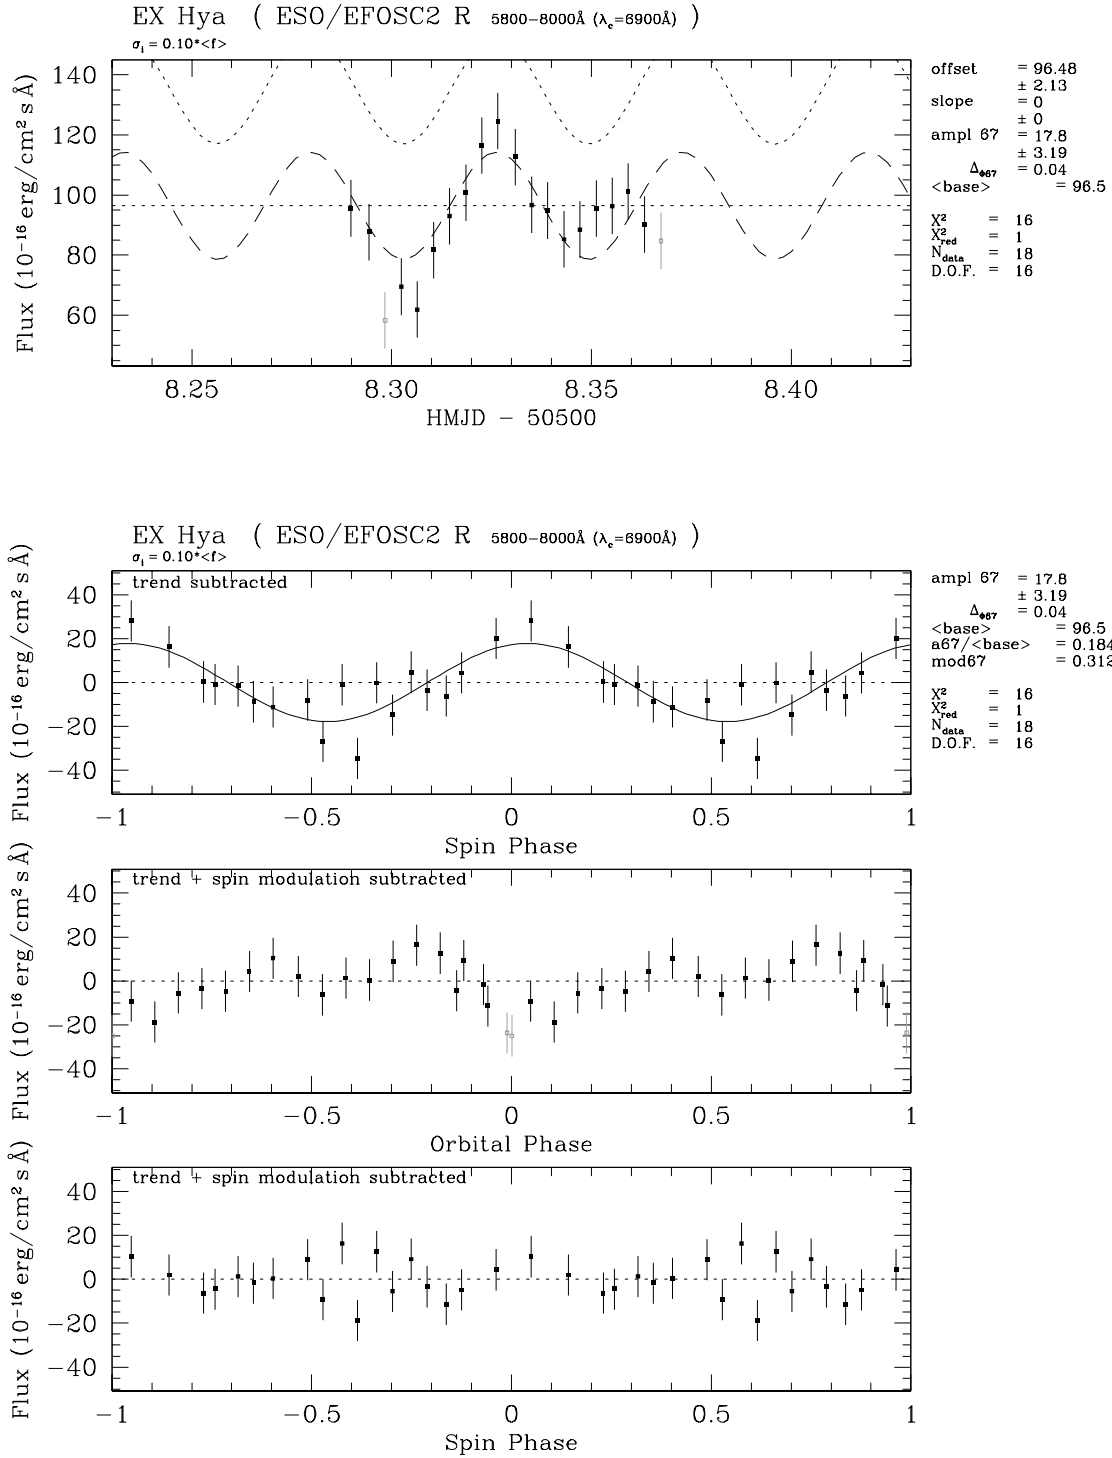 EX Hya ( ESO/EFOSC2 R 5800-8000Å (λc=6900Å) )
σi = 0.10*<f>
Flux (10−16 erg/cm2 s Å)
140
120
100
80
60
8.25 8.30 8.35 8.40
HMJD − 50500
offset = 96.48
± 2.13
slope = 0
± 0
ampl 67 = 17.8
± 3.19
ΔΦ67 = 0.04
<base> = 96.5
X2 = 16
X2red = 1
Ndata = 18
D.O.F. = 16
EX Hya ( ESO/EFOSC2 R 5800-8000Å (λc=6900Å) )
σi = 0.10*<f>
trend subtracted
Flux (10−16 erg/cm2 s Å)
40
20
0
−20
−40
−1 −0.5 0 0.5 1
Spin Phase
ampl 67 = 17.8
± 3.19
ΔΦ67 = 0.04
<base> = 96.5
a67/<base> = 0.184
mod67 = 0.312
X2 = 16
X2red = 1
Ndata = 18
D.O.F. = 16
trend + spin modulation subtracted
Flux (10−16 erg/cm2 s Å)
40
20
0
−20
−40
−1 −0.5 0 0.5 1
Orbital Phase
trend + spin modulation subtracted
Flux (10−16 erg/cm2 s Å)
40
20
0
−20
−40
−1 −0.5 0 0.5 1
Spin Phase